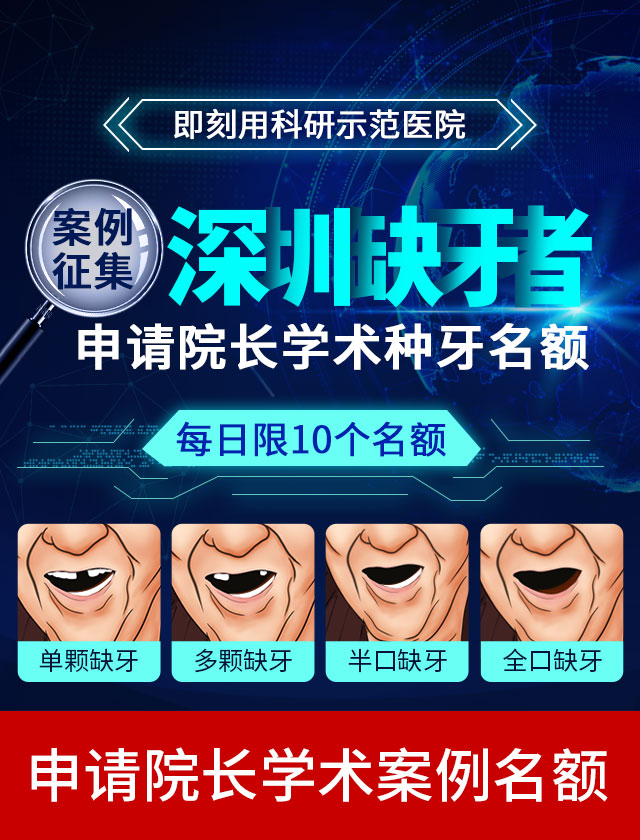 即刻用科研示范医院
案例
征集
深圳缺牙者
申请院长学术种牙名额
每日限10个名额
单颗缺牙
多颗缺牙
半口缺牙
全口缺牙
申请院长学术案例名额